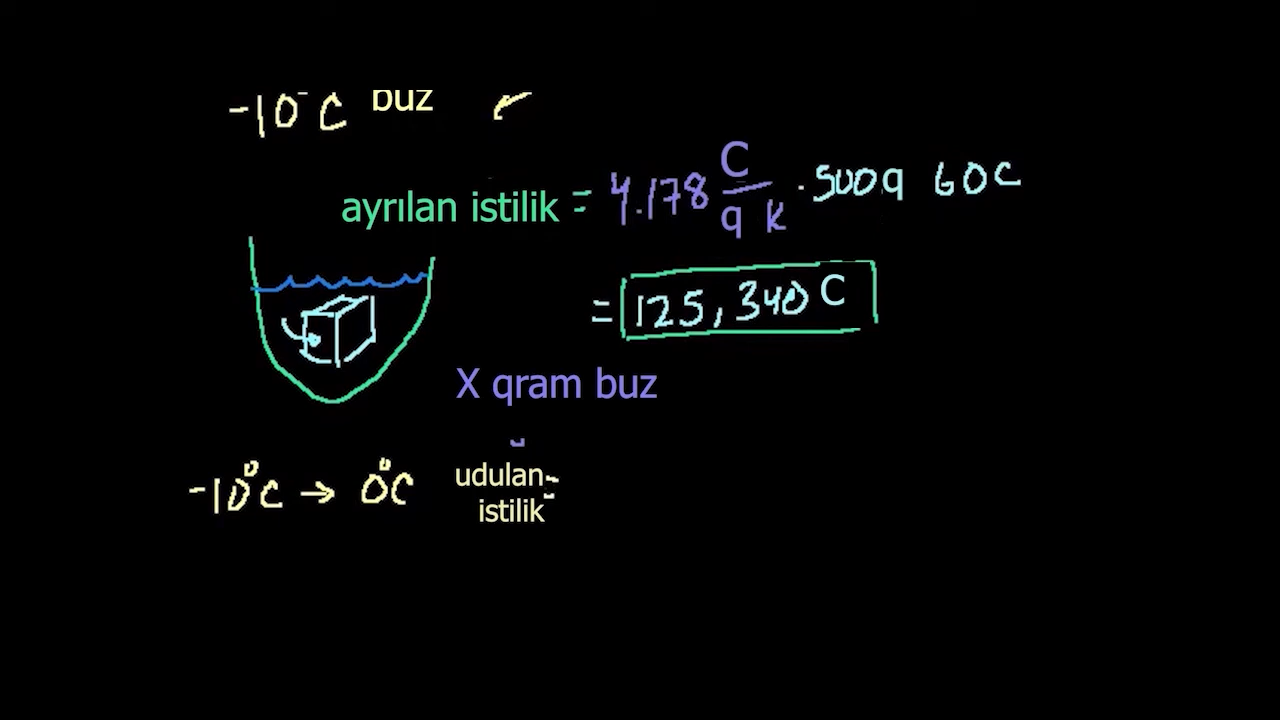 -10°C buz
ayrılan istilik = 4.178 C/q k · 500q 60C
= 125,340 C
X qram buz
-10°C → 0°C udulan istilik =